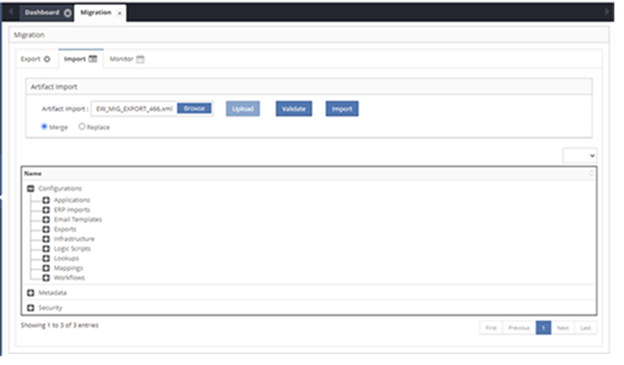 Dashboard Migration
Migration
Export Import Monitor
Artifact Import
Artifact Import : EW_MIG_EXPORT_466.xml Browse Upload Validate Import
Merge Replace
Name
Configurations
Applications
ERP Imports
Email Templates
Exports
Infrastructure
Logic Scripts
Lookups
Mappings
Workflows
Metadata
Security
Showing 1 to 3 of 3 entries
First Previous 1 Next Last